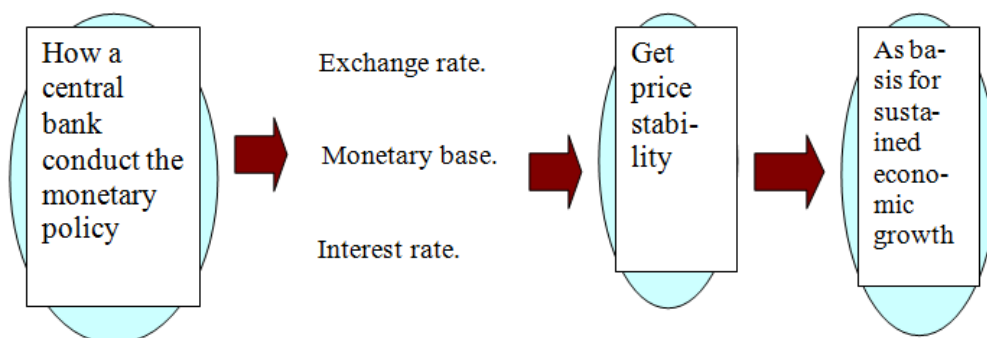 How a
central
bank
conduct the
monetary
policy
Exchange rate.
Monetary base.
Interest rate.
Get
price
stabi-
lity
As ba-
sis for
susta-
ined
econo-
mic
growth